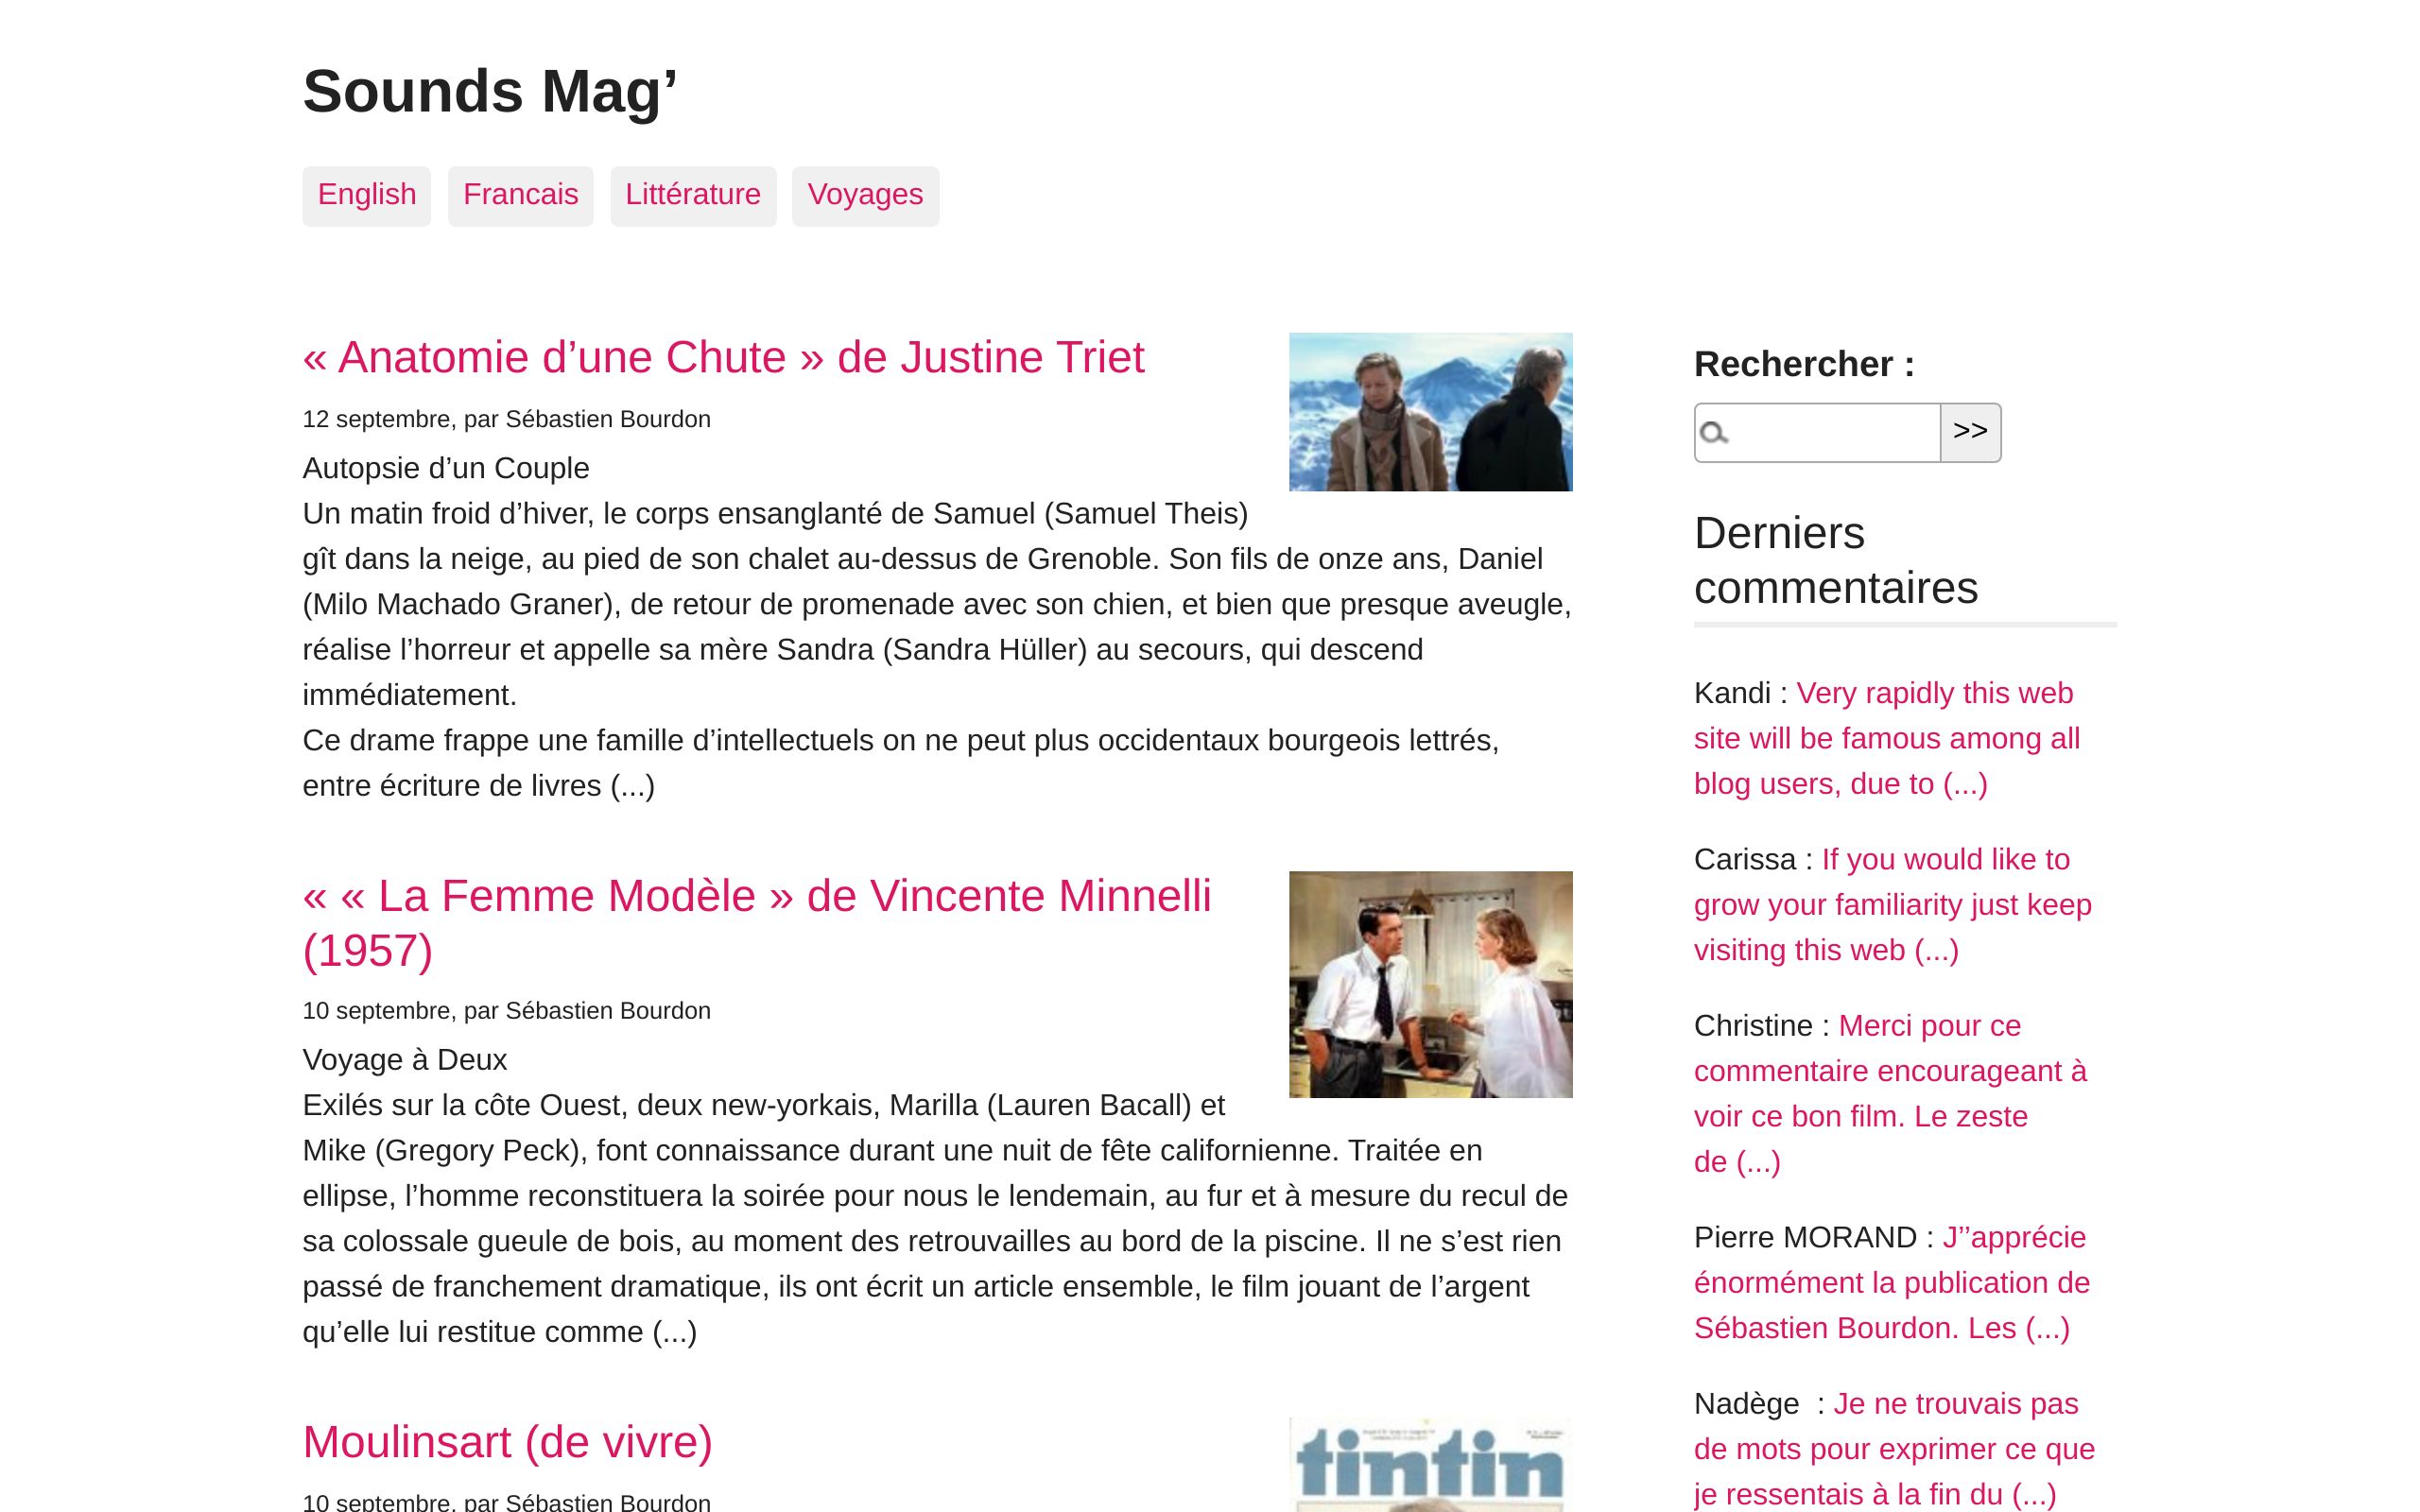 Sounds Mag’
English
Francais
Littérature
Voyages
« Anatomie d’une Chute » de Justine Triet
12 septembre, par Sébastien Bourdon
Autopsie d’un Couple
Un matin froid d’hiver, le corps ensanglanté de Samuel (Samuel Theis)
gît dans la neige, au pied de son chalet au-dessus de Grenoble. Son fils de onze ans, Daniel
(Milo Machado Graner), de retour de promenade avec son chien, et bien que presque aveugle,
réalise l’horreur et appelle sa mère Sandra (Sandra Hüller) au secours, qui descend
immédiatement.
Ce drame frappe une famille d’intellectuels on ne peut plus occidentaux bourgeois lettrés,
entre écriture de livres (...)
« « La Femme Modèle » de Vincente Minnelli
(1957)
10 septembre, par Sébastien Bourdon
Voyage à Deux
Exilés sur la côte Ouest, deux new-yorkais, Marilla (Lauren Bacall) et
Mike (Gregory Peck), font connaissance durant une nuit de fête californienne. Traitée en
ellipse, l’homme reconstituera la soirée pour nous le lendemain, au fur et à mesure du recul de
sa colossale gueule de bois, au moment des retrouvailles au bord de la piscine. Il ne s’est rien
passé de franchement dramatique, ils ont écrit un article ensemble, le film jouant de l’argent
qu’elle lui restitue comme (...)
Moulinsart (de vivre)
10 septembre, par Sébastien Bourdon
tintin
Rechercher :
>>
Derniers
commentaires
Kandi : Very rapidly this web
site will be famous among all
blog users, due to (...)
Carissa : If you would like to
grow your familiarity just keep
visiting this web (...)
Christine : Merci pour ce
commentaire encourageant à
voir ce bon film. Le zeste
de (...)
Pierre MORAND : J’’apprécie
énormément la publication de
Sébastien Bourdon. Les (...)
Nadège  : Je ne trouvais pas
de mots pour exprimer ce que
je ressentais à la fin du (...)